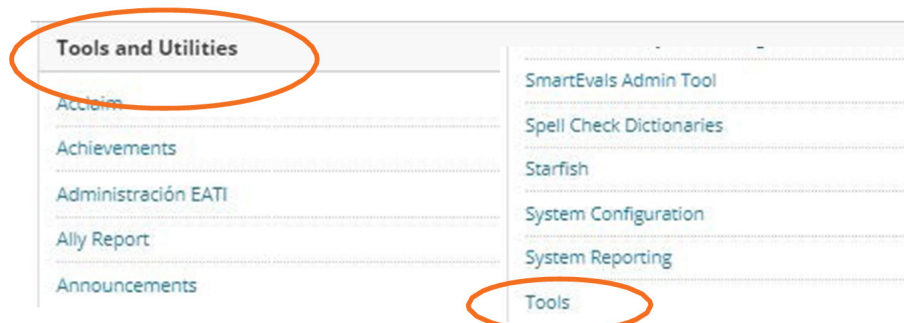 Tools and Utilities
Acclaim
Achievements
Administración EATI
Ally Report
Announcements
SmartEvals Admin Tool
Spell Check Dictionaries
Starfish
System Configuration
System Reporting
Tools